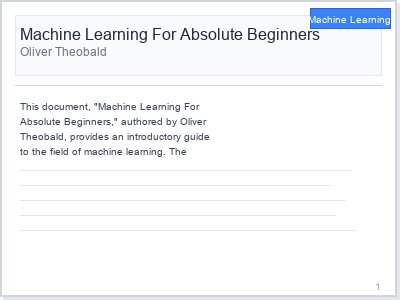 Machine Learning
Machine Learning For Absolute Beginners
Oliver Theobald
This document, "Machine Learning For
Absolute Beginners," authored by Oliver
Theobald, provides an introductory guide
to the field of machine learning. The
1